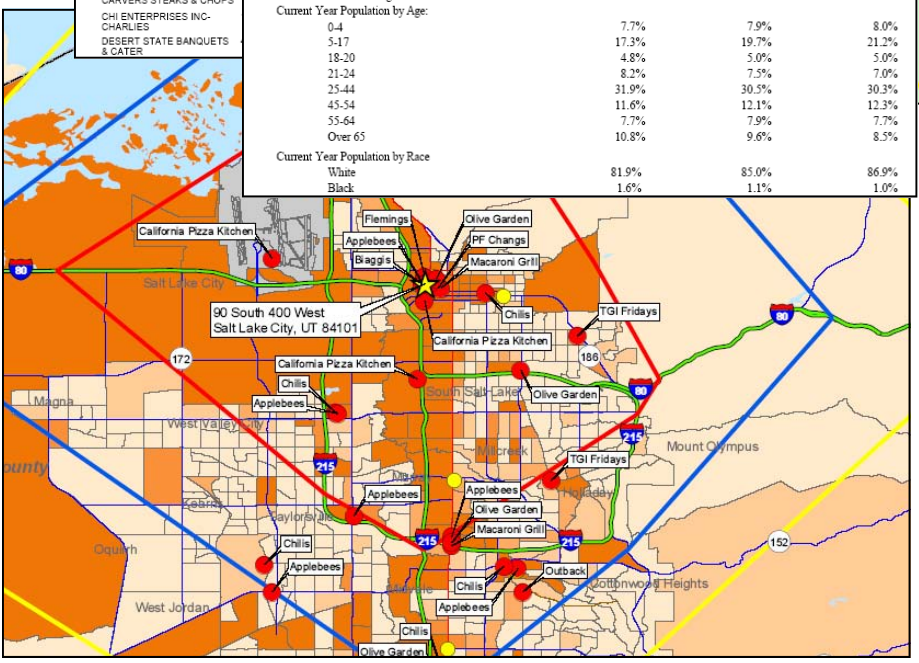 CARVERS STEAKS & CHOPS
CHI ENTERPRISES INC-
CHARLIES
DESERT STATE BANQUETS
& CATER
Current Year Population by Age:
0-4 7.7% 7.9% 8.0%
5-17 17.3% 19.7% 21.2%
18-20 4.8% 5.0% 5.0%
21-24 8.2% 7.5% 7.0%
25-44 31.9% 30.5% 30.3%
45-54 11.6% 12.1% 12.3%
55-64 7.7% 7.9% 7.7%
Over 65 10.8% 9.6% 8.5%
Current Year Population by Race
White 81.9% 85.0% 86.9%
Black 1.6% 1.1% 1.0%
Flemings
Olive Garden
California Pizza Kitchen
Applebees
PF Changs
Biaggis
Macaroni Grill
80
Salt Lake City
90 South 400 West
Salt Lake City, UT 84101
Chilis
TGI Fridays
80
California Pizza Kitchen
172
186
California Pizza Kitchen
Chilis
Applebees
South Salt Lake
Olive Garden
80
Magna
West Valley City
215
Mount Olympus
Millcreek
215
TGI Fridays
ounty
Applebees
Applebees
Holladay
Kearns
Olive Garden
Taylorsville
Macaroni Grill
215
215
152
Oquirrh
Chilis
Applebees
Outback
Chilis
Cottonwood Heights
Midvale
West Jordan
Applebees
Chilis
Olive Garden